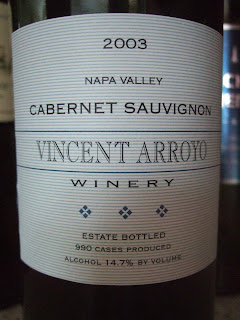 2003
NAPA VALLEY
CABERNET SAUVIGNON
VINCENT ARROYO
WINERY
ESTATE BOTTLED
990 CASES PRODUCED
ALCOHOL 14.7% BY VOLUME